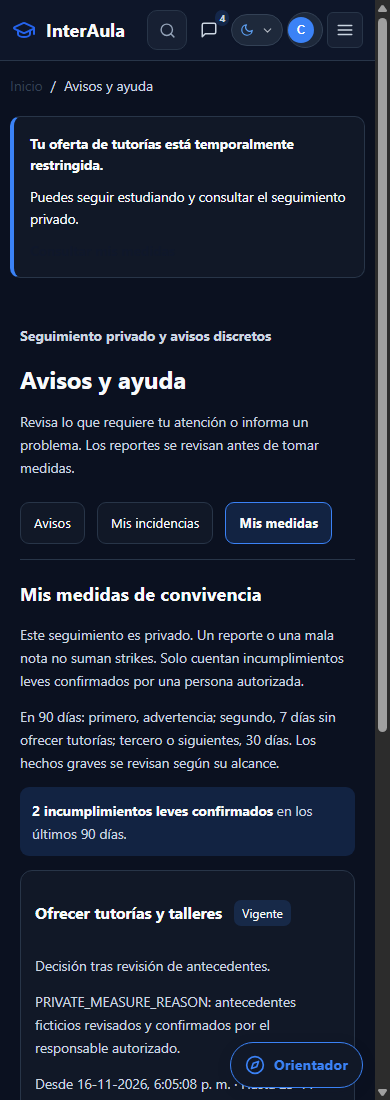 InterAula
4
C
Inicio / Avisos y ayuda
Tu oferta de tutorías está temporalmente
restringida.
Puedes seguir estudiando y consultar el seguimiento
privado.
Seguimiento privado y avisos discretos
Avisos y ayuda
Revisa lo que requiere tu atención o informa un
problema. Los reportes se revisan antes de tomar
medidas.
Avisos
Mis incidencias
Mis medidas
Mis medidas de convivencia
Este seguimiento es privado. Un reporte o una mala
nota no suman strikes. Solo cuentan incumplimientos
leves confirmados por una persona autorizada.
En 90 días: primero, advertencia; segundo, 7 días sin
ofrecer tutorías; tercero o siguientes, 30 días. Los
hechos graves se revisan según su alcance.
2 incumplimientos leves confirmados en los
últimos 90 días.
Ofrecer tutorías y talleres
Vigente
Decisión tras revisión de antecedentes.
PRIVATE_MEASURE_REASON: antecedentes
ficticios revisados y confirmados por el
responsable autorizado.
Desde 16-11-2026, 6:05:08 p. m. ·
Orientador